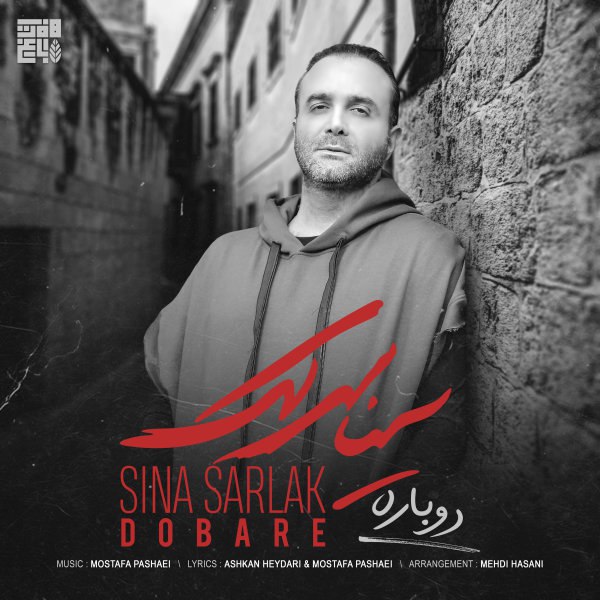 سینا سرلک
SINA SARLAK
DOBARE
دوباره
MUSIC : MOSTAFA PASHAEI \ LYRICS : ASHKAN HEYDARI & MOSTAFA PASHAEI \ ARRANGEMENT : MEHDI HASANI